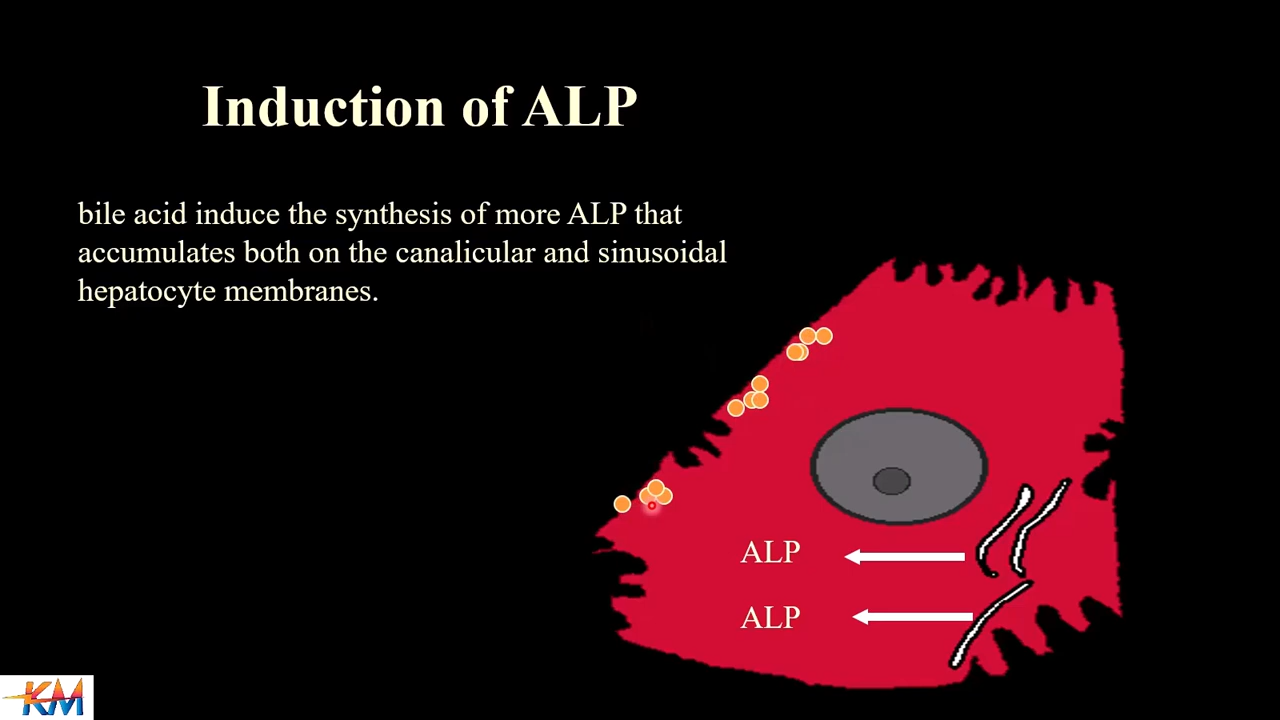 Induction of ALP
bile acid induce the synthesis of more ALP that
accumulates both on the canalicular and sinusoidal
hepatocyte membranes.
ALP
ALP
KM